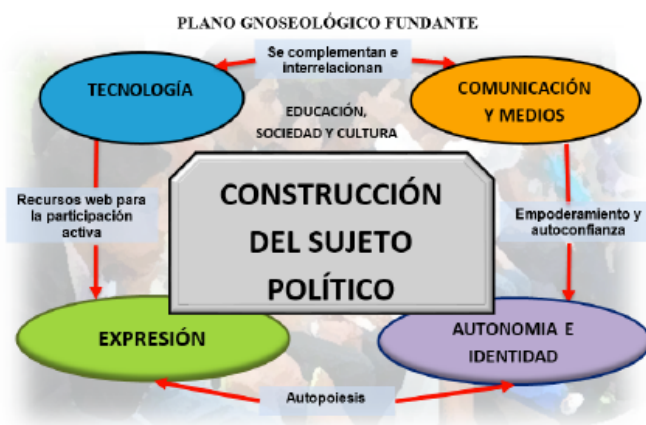 PLANO GNOSEOLÓGICO FUNDANTE
Se complementan e
interrelacionan
TECNOLOGÍA
COMUNICACIÓN
Y MEDIOS
EDUCACIÓN,
SOCIEDAD Y CULTURA
CONSTRUCCIÓN
DEL SUJETO
POLÍTICO
Recursos web para
la participación
activa
Empoderamiento y
autoconfianza
EXPRESIÓN
AUTONOMIA E
IDENTIDAD
Autopoiesis